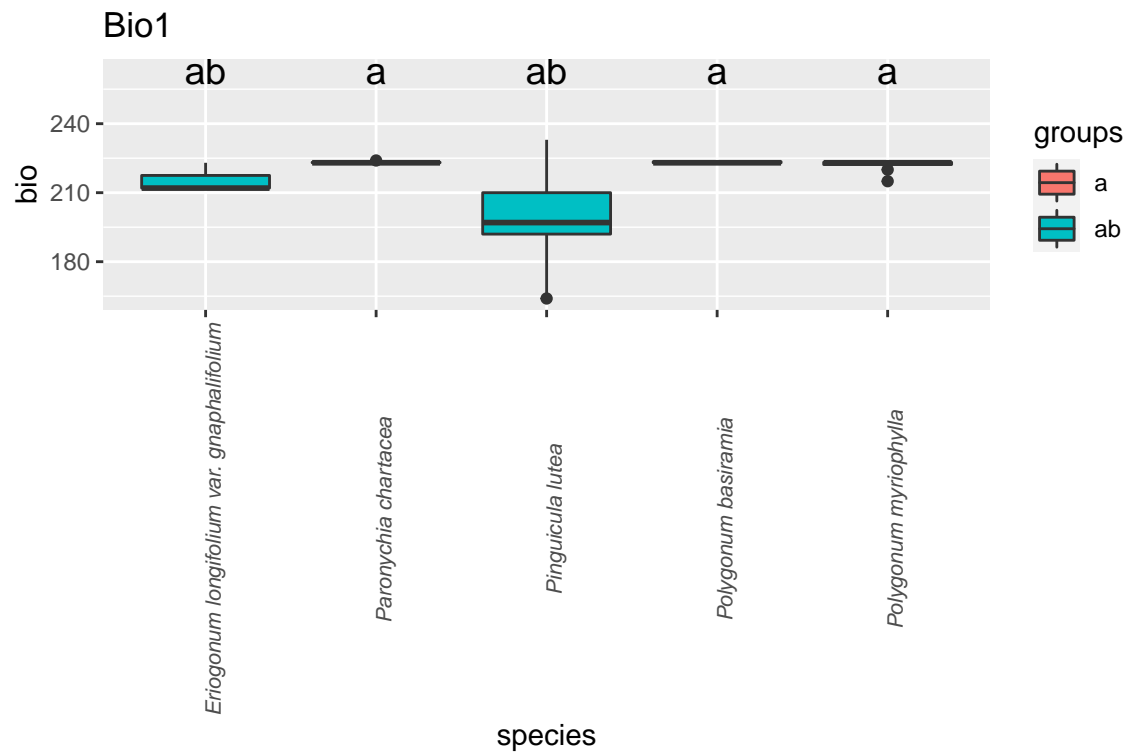 Bio1
ab a ab a a
240
210
180
bio
groups
a
ab
Eriogonum longifolium var. gnaphalifolium
Paronychia chartacea
Pinguicula lutea
Polygonum basiramia
Polygonum myriophylla
species